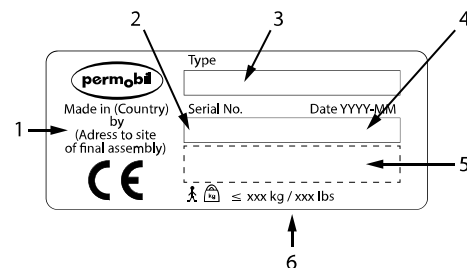 2
3
4
Type
permobil
Made in (Country)
by
(Adress to site
of final assembly)
1
Serial No. Date YYYY-MM
5
CE
kg
≤ xxx kg / xxx lbs
6